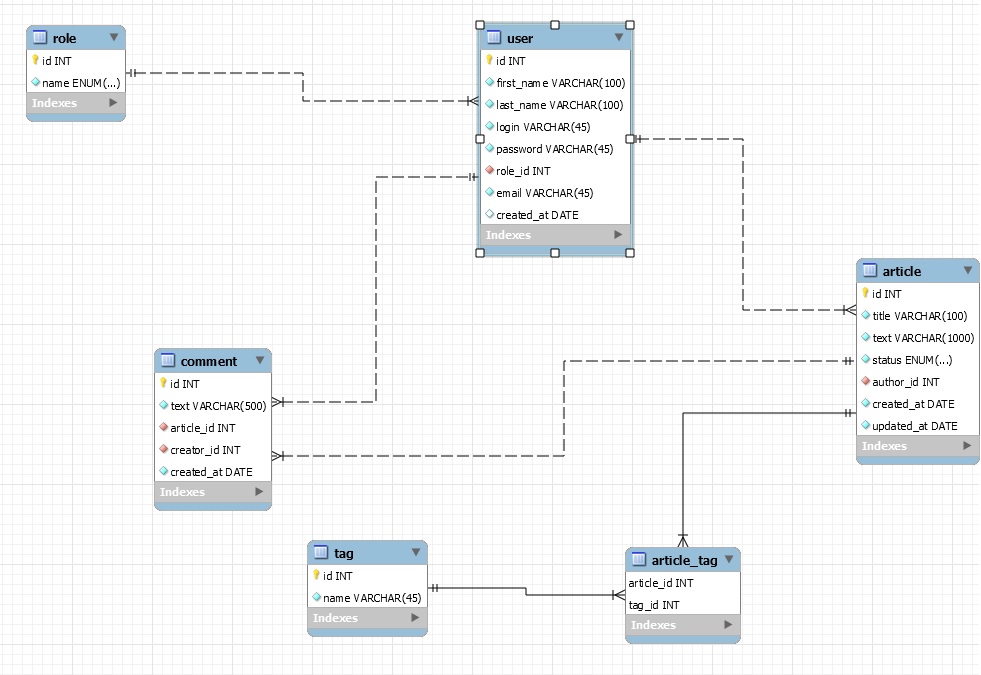 role
id INT
name ENUM(...)
Indexes
user
id INT
first_name VARCHAR(100)
last_name VARCHAR(100)
login VARCHAR(45)
password VARCHAR(45)
role_id INT
email VARCHAR(45)
created_at DATE
Indexes
article
id INT
title VARCHAR(100)
text VARCHAR(1000)
status ENUM(...)
author_id INT
created_at DATE
updated_at DATE
Indexes
comment
id INT
text VARCHAR(500)
article_id INT
creator_id INT
created_at DATE
Indexes
tag
id INT
name VARCHAR(45)
Indexes
article_tag
article_id INT
tag_id INT
Indexes